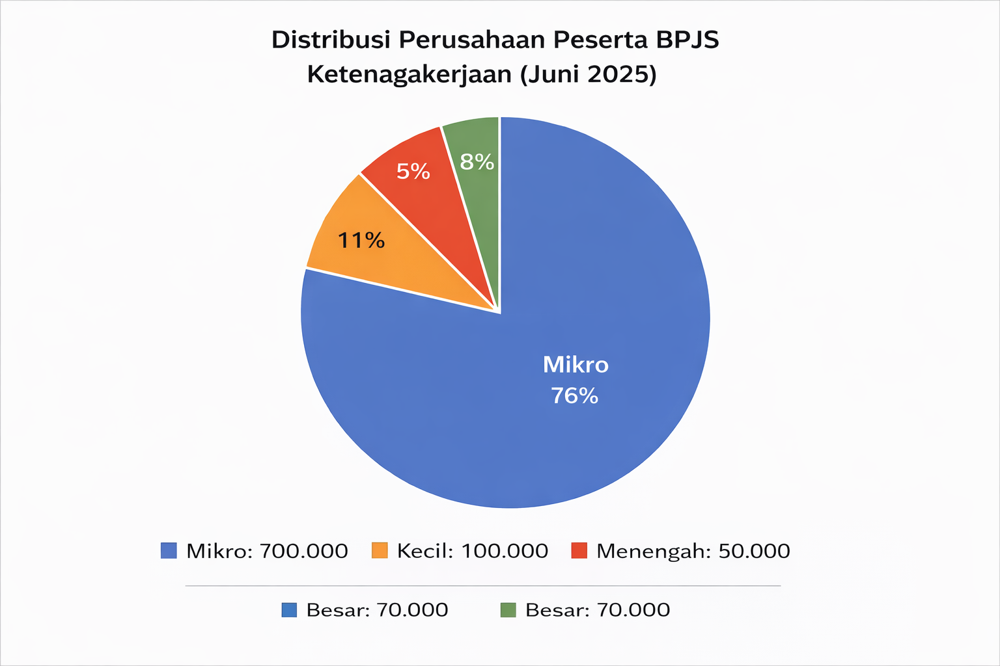 Distribusi Perusahaan Peserta BPJS
Ketenagakerjaan (Juni 2025)
8%
5%
11%
Mikro
76%
Mikro: 700.000 Kecil: 100.000 Menengah: 50.000
Besar: 70.000 Besar: 70.000